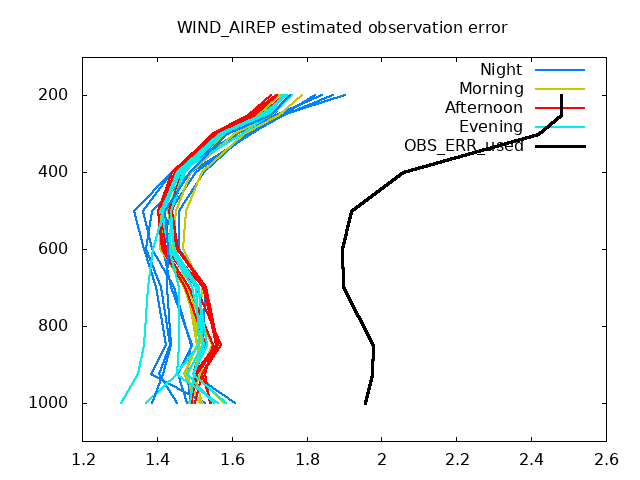 WIND_AIREP estimated observation error
Night
Morning
Afternoon
Evening
OBS_ERR_used
200
400
600
800
1000
1.2 1.4 1.6 1.8 2 2.2 2.4 2.6